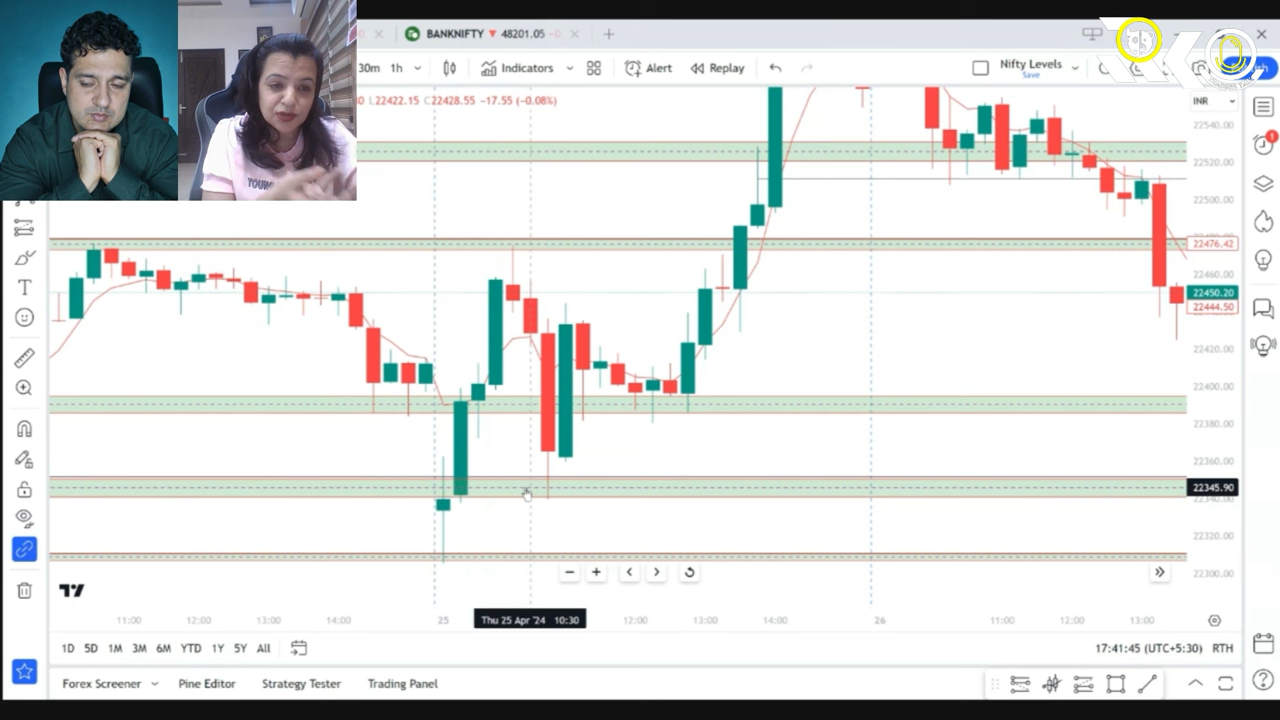 BANKNIFTY ▼ 48201.05
30m 1h Indicators Alert Replay Nifty Levels
Save
L22422.15 C22428.55 -17.55 (-0.08%)
INR
YOUNG
22540.00
22520.00
22500.00
22476.42
22460.00
22450.20
22444.50
22420.00
22400.00
22380.00
22360.00
22345.90
22340.00
22320.00
22300.00
11:00 12:00 13:00 14:00 25 Thu 25 Apr '24 10:30 12:00 13:00 14:00 26 11:00 12:00 13:00
1D 5D 1M 3M 6M YTD 1Y 5Y All 17:41:45 (UTC+5:30) RTH
Forex Screener Pine Editor Strategy Tester Trading Panel